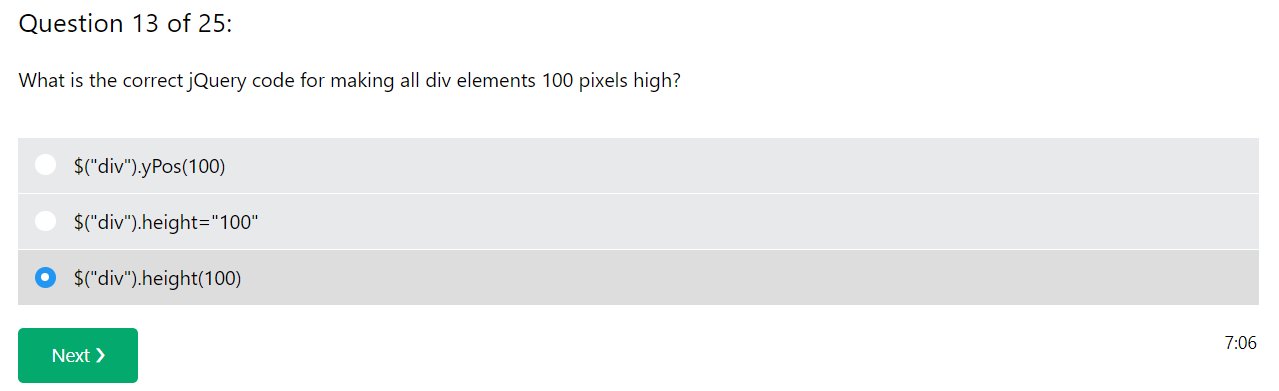 Question 13 of 25:
What is the correct jQuery code for making all div elements 100 pixels high?
$("div").yPos(100)
$("div").height="100"
$("div").height(100)
Next ❯
7:06